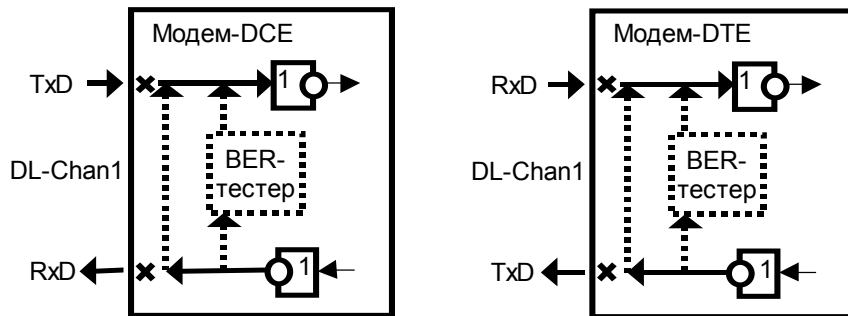 Модем-DCE
TxD
1
DL-Chan1
BER-
тестер
RxD
1
Модем-DTE
RxD
1
DL-Chan1
BER-
тестер
TxD
1